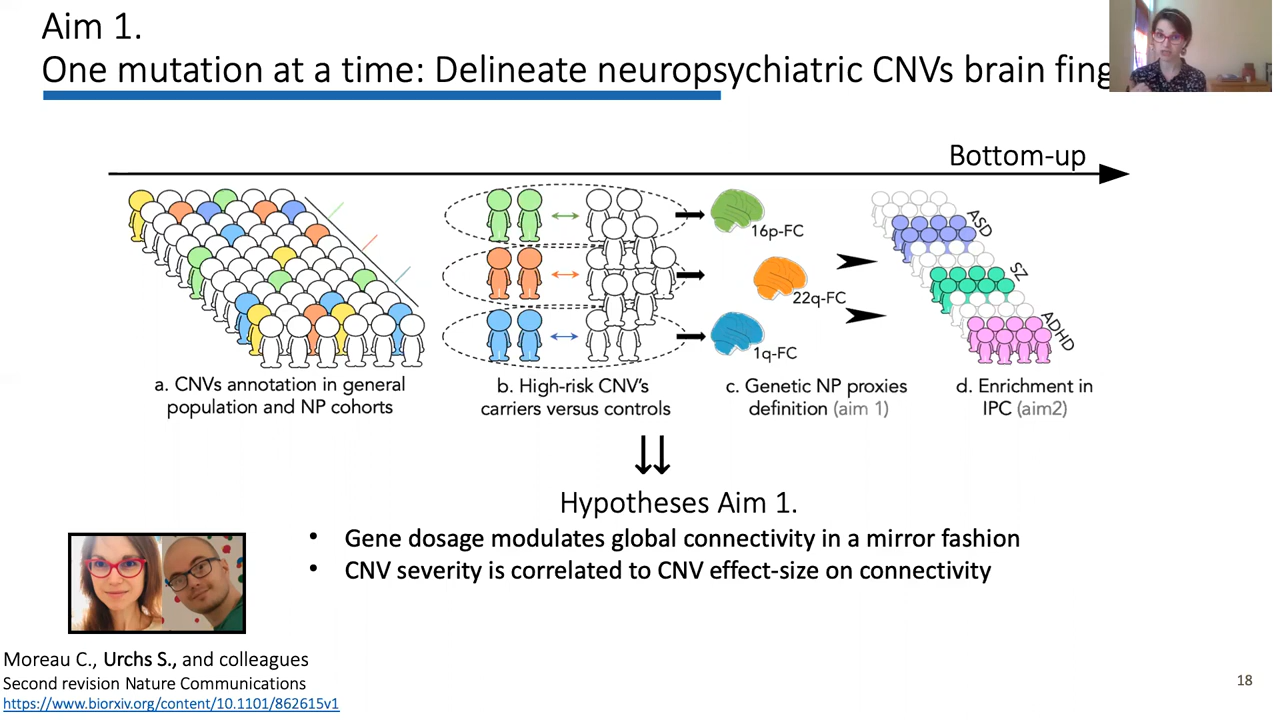 Aim 1.
One mutation at a time: Delineate neuropsychiatric CNVs brain fing
Bottom-up
16p-FC
22q-FC
1q-FC
ASD
SZ
ADHD
a. CNVs annotation in general
population and NP cohorts
b. High-risk CNV's
carriers versus controls
c. Genetic NP proxies
definition (aim 1)
d. Enrichment in
IPC (aim2)
Hypotheses Aim 1.
• Gene dosage modulates global connectivity in a mirror fashion
• CNV severity is correlated to CNV effect-size on connectivity
Moreau C., Urchs S., and colleagues
Second revision Nature Communications
https://www.biorxiv.org/content/10.1101/862615v1
18